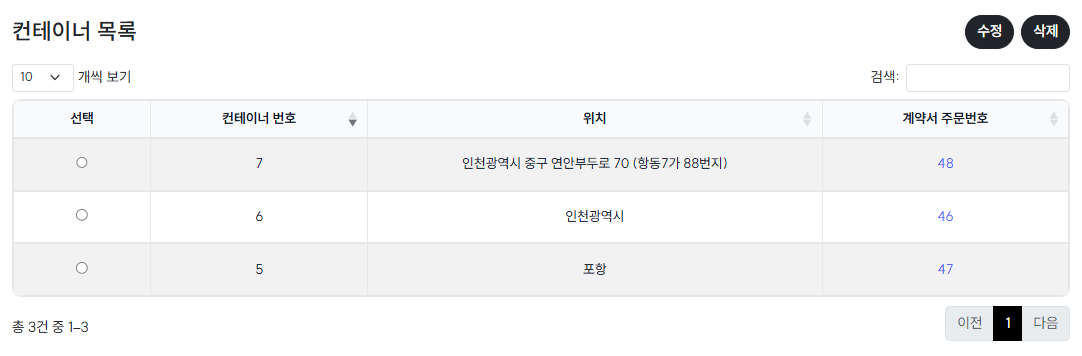 컨테이너 목록 수정 삭제
10 개씩 보기 검색:
선택 컨테이너 번호 위치 계약서 주문번호
7 인천광역시 중구 연안부두로 70 (항동7가 88번지) 48
6 인천광역시 46
5 포항 47
총 3건 중 1–3 이전 1 다음